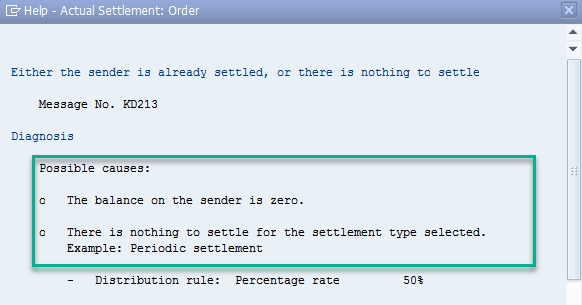 Help - Actual Settlement: Order
Either the sender is already settled, or there is nothing to settle
Message No. KD213
Diagnosis
Possible causes:
o The balance on the sender is zero.
o There is nothing to settle for the settlement type selected.
Example: Periodic settlement
- Distribution rule: Percentage rate 50%